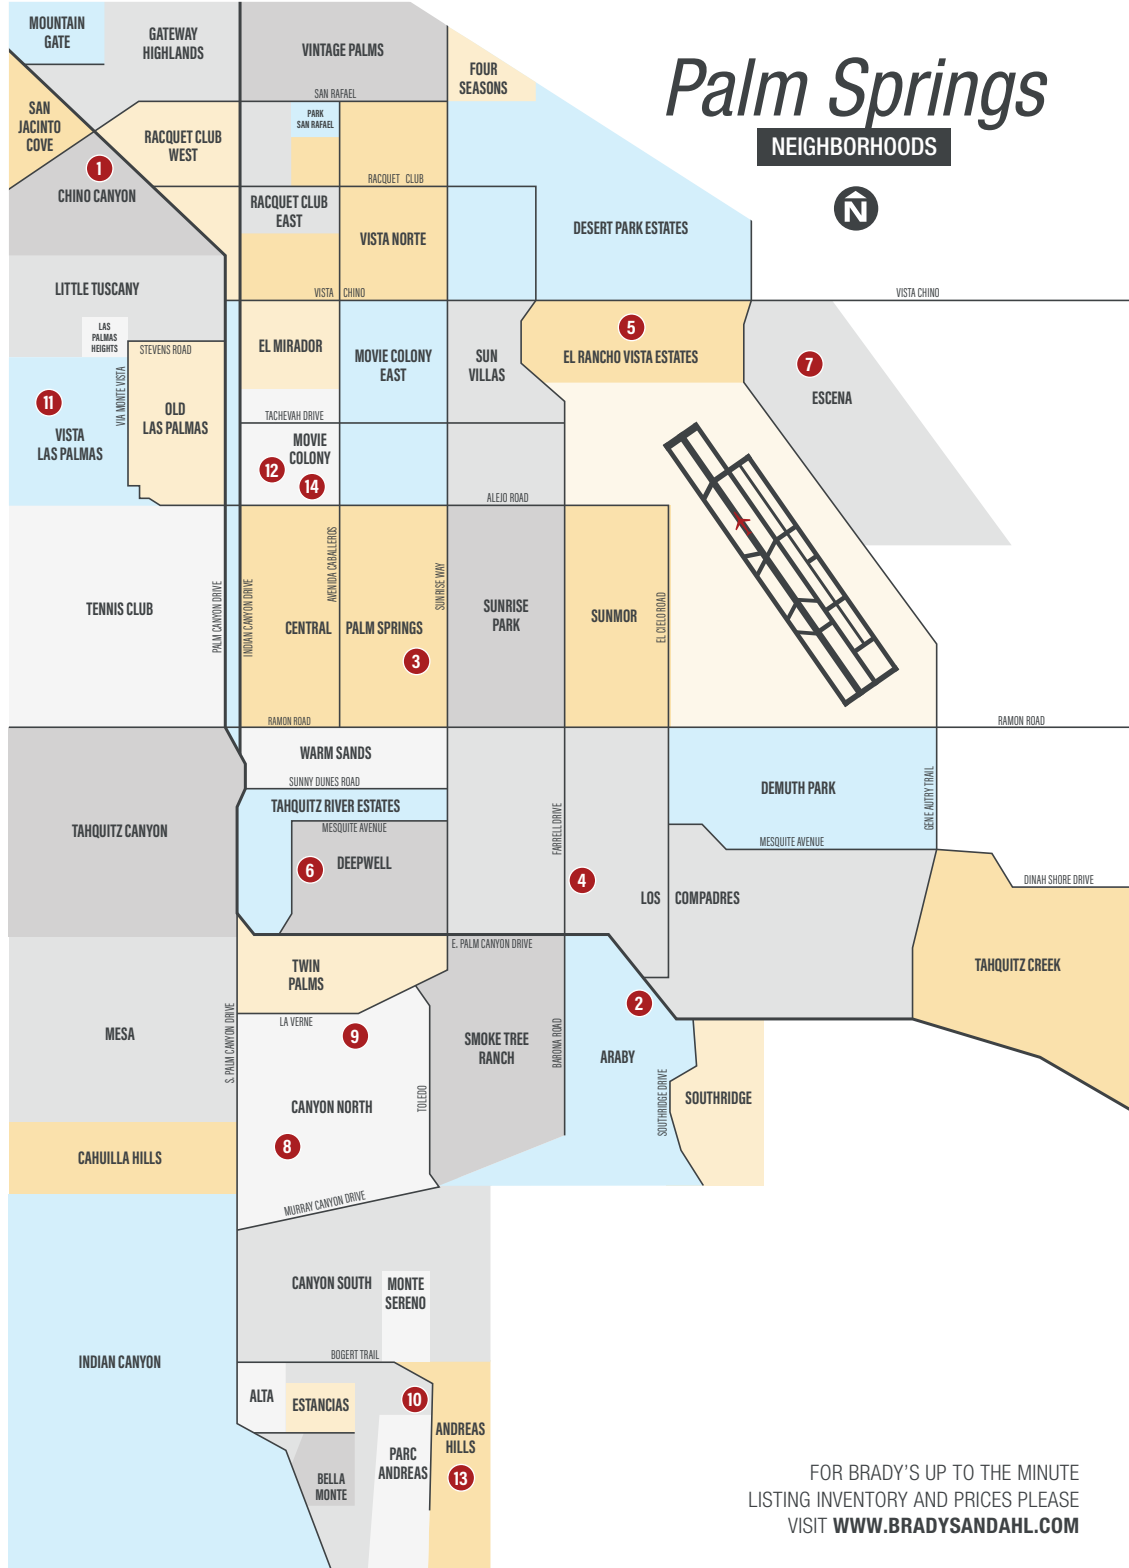 Palm Springs
NEIGHBORHOODS
N
MOUNTAIN
GATE
GATEWAY
HIGHLANDS
VINTAGE PALMS
FOUR
SEASONS
SAN RAFAEL
SAN
JACINTO
COVE
RACQUET CLUB
WEST
PARK
SAN RAFAEL
1
CHINO CANYON
RACQUET CLUB
RACQUET CLUB
EAST
VISTA NORTE
DESERT PARK ESTATES
LITTLE TUSCANY
VISTA CHINO
VISTA CHINO
LAS
PALMAS
HEIGHTS
STEVENS ROAD
EL MIRADOR
MOVIE COLONY
EAST
SUN
VILLAS
5
EL RANCHO VISTA ESTATES
7
ESCENA
11
VISTA
LAS PALMAS
VIA MONTE VISTA
OLD
LAS PALMAS
TACHEVAH DRIVE
MOVIE
COLONY
12
14
ALEJO ROAD
TENNIS CLUB
PALM CANYON DRIVE
INDIAN CANYON DRIVE
AVENIDA CABALLEROS
SUNRISE WAY
CENTRAL PALM SPRINGS
3
SUNRISE
PARK
SUNMOR
EL CIELO ROAD
RAMON ROAD
RAMON ROAD
WARM SANDS
SUNNY DUNES ROAD
TAHQUITZ RIVER ESTATES
MESQUITE AVENUE
TAHQUITZ CANYON
6
DEEPWELL
FARRELL DRIVE
4
LOS COMPADRES
DEMUTH PARK
MESQUITE AVENUE
GENE AUTRY TRAIL
DINAH SHORE DRIVE
TAHQUITZ CREEK
E. PALM CANYON DRIVE
TWIN
PALMS
LA VERNE
9
2
MESA
S. PALM CANYON DRIVE
SMOKE TREE
RANCH
BARONA ROAD
ARABY
SOUTHRIDGE DRIVE
SOUTHRIDGE
CANYON NORTH
TOLEDO
8
CAHUILLA HILLS
MURRAY CANYON DRIVE
CANYON SOUTH
MONTE
SERENO
BOGERT TRAIL
INDIAN CANYON
ALTA
ESTANCIAS
10
ANDREAS
HILLS
13
PARC
ANDREAS
BELLA
MONTE
FOR BRADY'S UP TO THE MINUTE
LISTING INVENTORY AND PRICES PLEASE
VISIT WWW.BRADYSANDAHL.COM